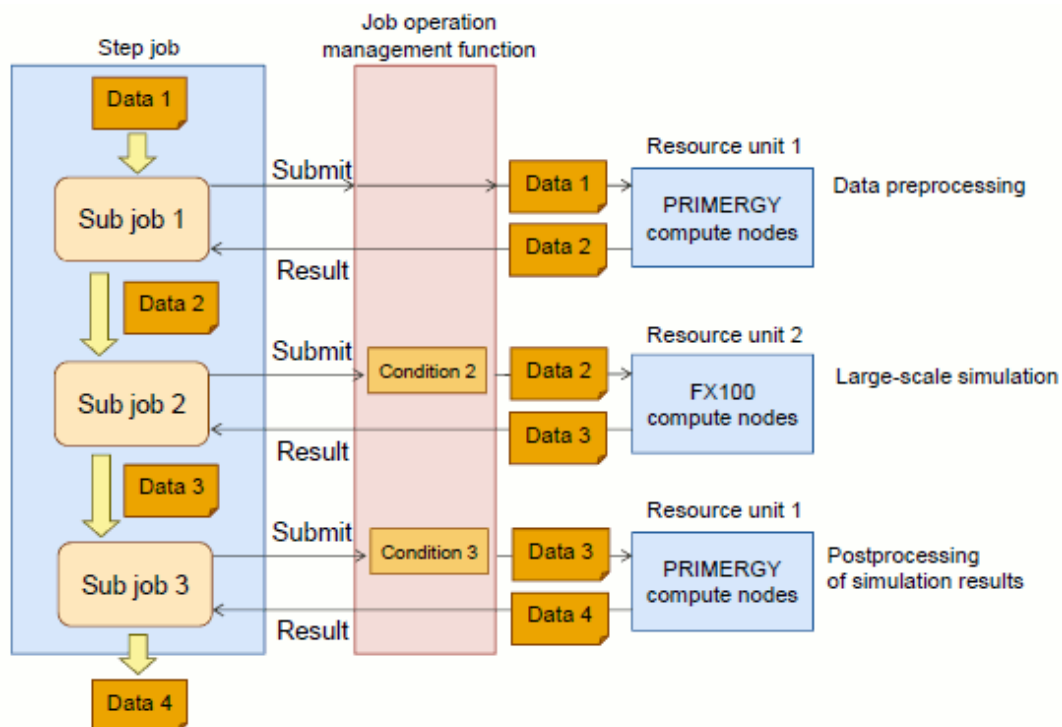 Job operation
management function
Step job
Data 1
Submit
Data 1
Resource unit 1
PRIMERGY
compute nodes
Data preprocessing
Sub job 1
Data 2
Result
Data 2
Submit
Condition 2
Data 2
Resource unit 2
FX100
compute nodes
Large-scale simulation
Sub job 2
Data 3
Result
Data 3
Submit
Condition 3
Data 3
Resource unit 1
PRIMERGY
compute nodes
Postprocessing
of simulation results
Sub job 3
Data 4
Result
Data 4